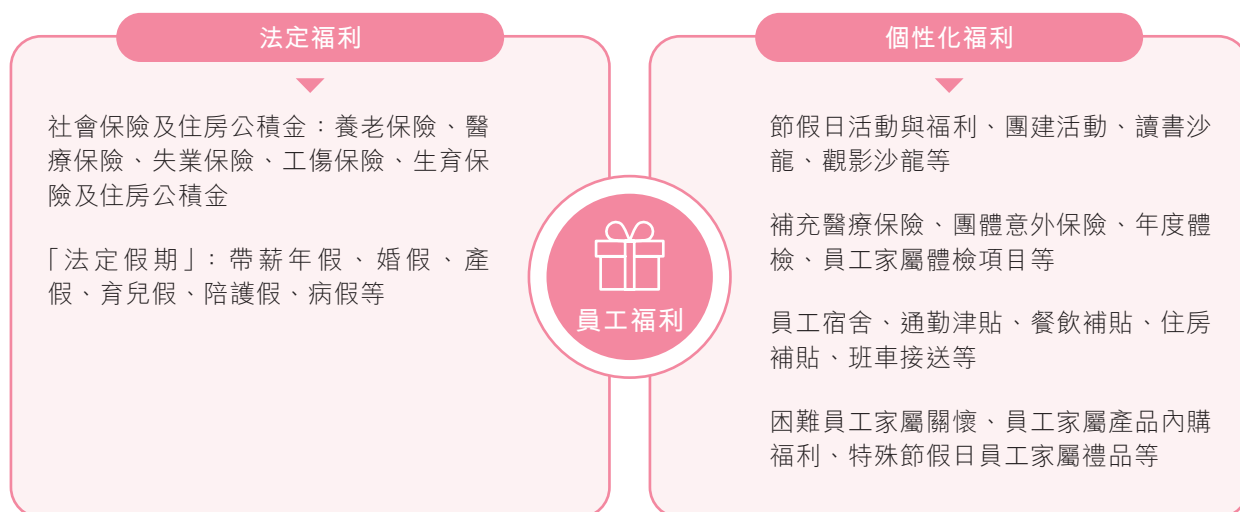 法定福利
社會保險及住房公積金：養老保險、醫
療保險、失業保險、工傷保險、生育保
險及住房公積金
「法定假期」：帶薪年假、婚假、產
假、育兒假、陪護假、病假等
員工福利
個性化福利
節假日活動與福利、團建活動、讀書沙
龍、觀影沙龍等
補充醫療保險、團體意外保險、年度體
檢、員工家屬體檢項目等
員工宿舍、通勤津貼、餐飲補貼、住房
補貼、班車接送等
困難員工家屬關懷、員工家屬產品內購
福利、特殊節假日員工家屬禮品等